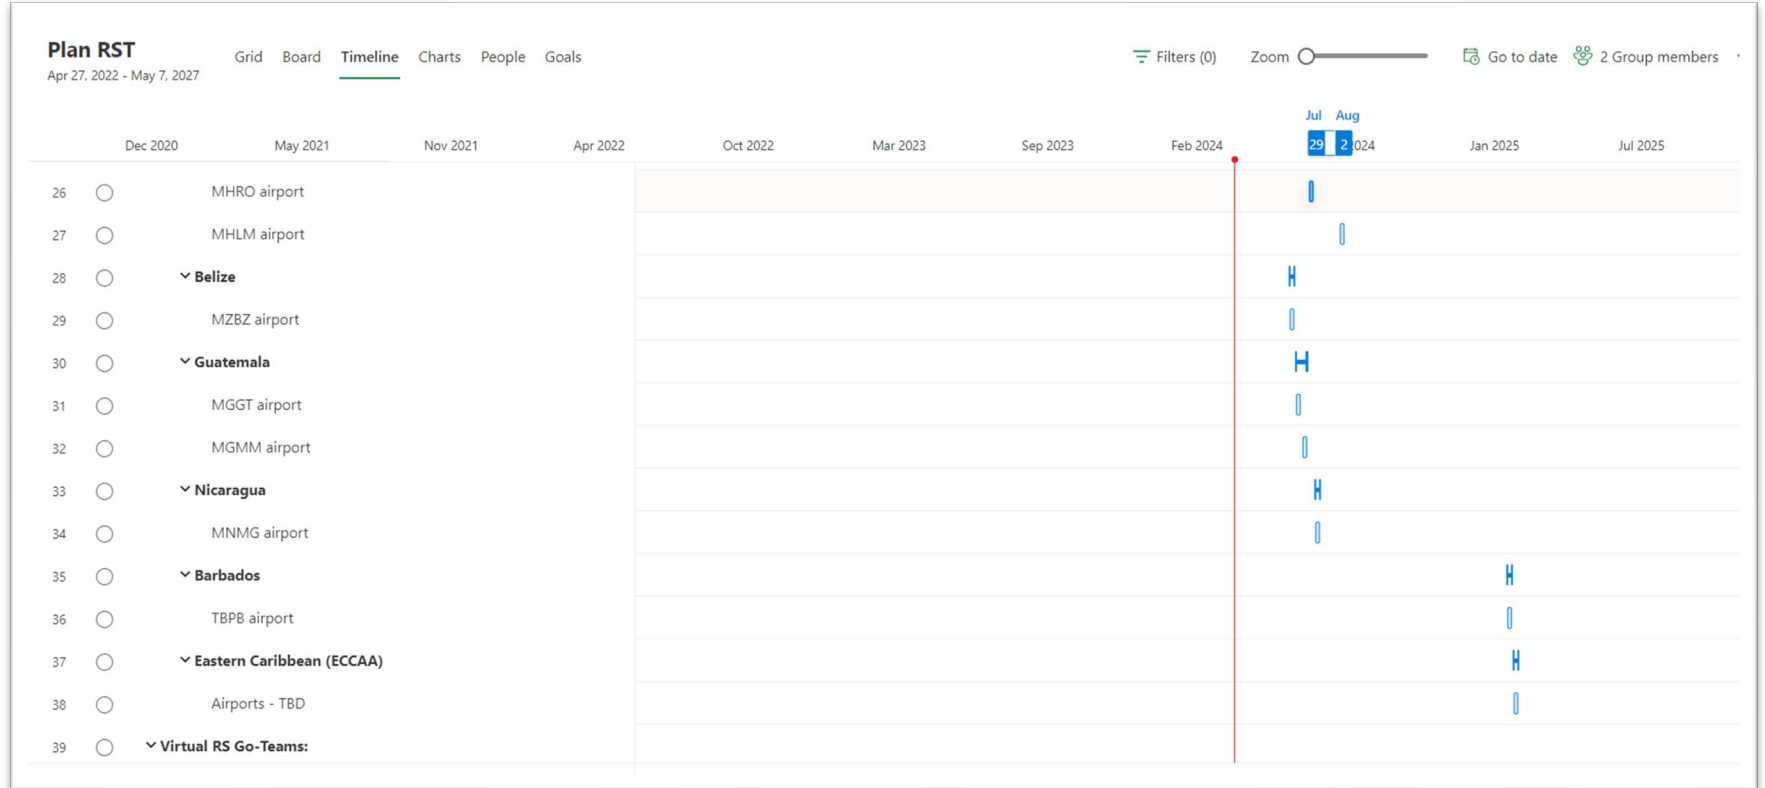 Plan RST
Apr 27, 2022 - May 7, 2027
Grid Board Timeline Charts People Goals
Filters (0) Zoom Go to date 2 Group members
Jul Aug
Dec 2020 May 2021 Nov 2021 Apr 2022 Oct 2022 Mar 2023 Sep 2023 Feb 2024 29 2 2024 Jan 2025 Jul 2025
26 MHRO airport
27 MHLM airport
28 Belize
29 MZBZ airport
30 Guatemala
31 MGGT airport
32 MGMM airport
33 Nicaragua
34 MNMG airport
35 Barbados
36 TBPB airport
37 Eastern Caribbean (ECCAA)
38 Airports - TBD
39 Virtual RS Go-Teams: